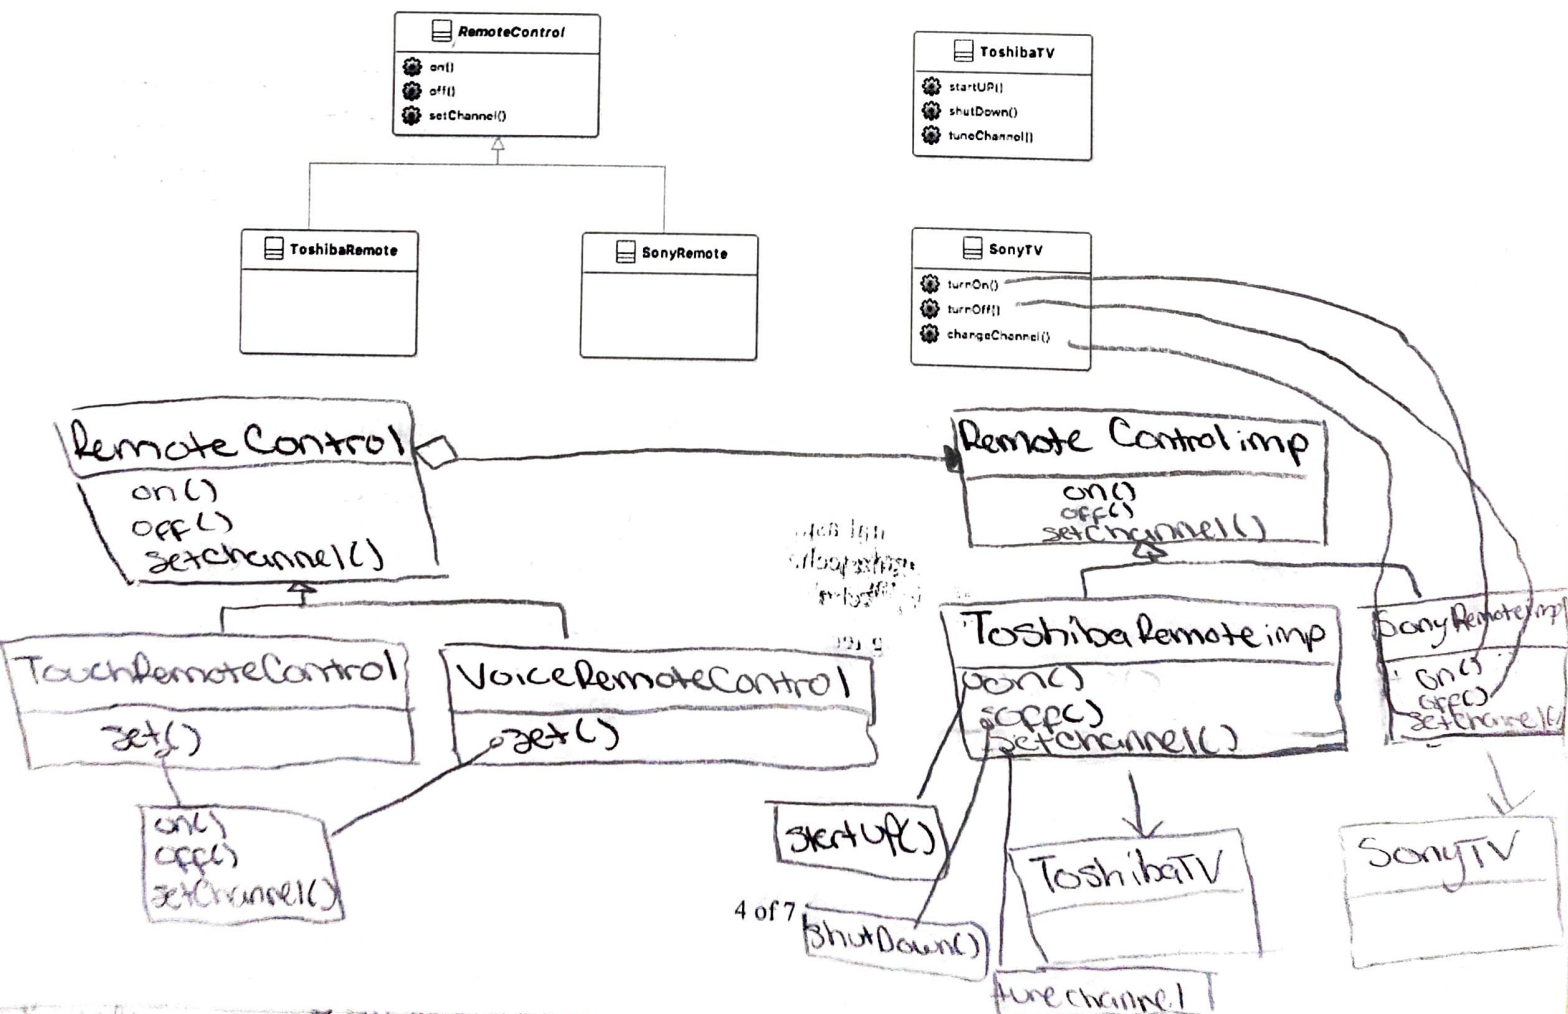 RemoteControl
on()
off()
setChannel()
ToshibaTV
startUP()
shutDown()
tuneChannel()
ToshibaRemote
SonyRemote
SonyTV
turnOn()
turnOff()
changeChannel()
RemoteControl
on()
off()
setchannel()
Remote Controlimp
on()
off()
setchannel()
TouchRemoteControl
set()
VoiceRemoteControl
set()
ToshibaRemoteimp
on()
off()
setchannel()
SonyRemoteimp
on()
off()
setchannel()
on()
off()
setchannel()
startUp()
ToshibaTV
SonyTV
4 of 7
ShutDown()
tunechannel